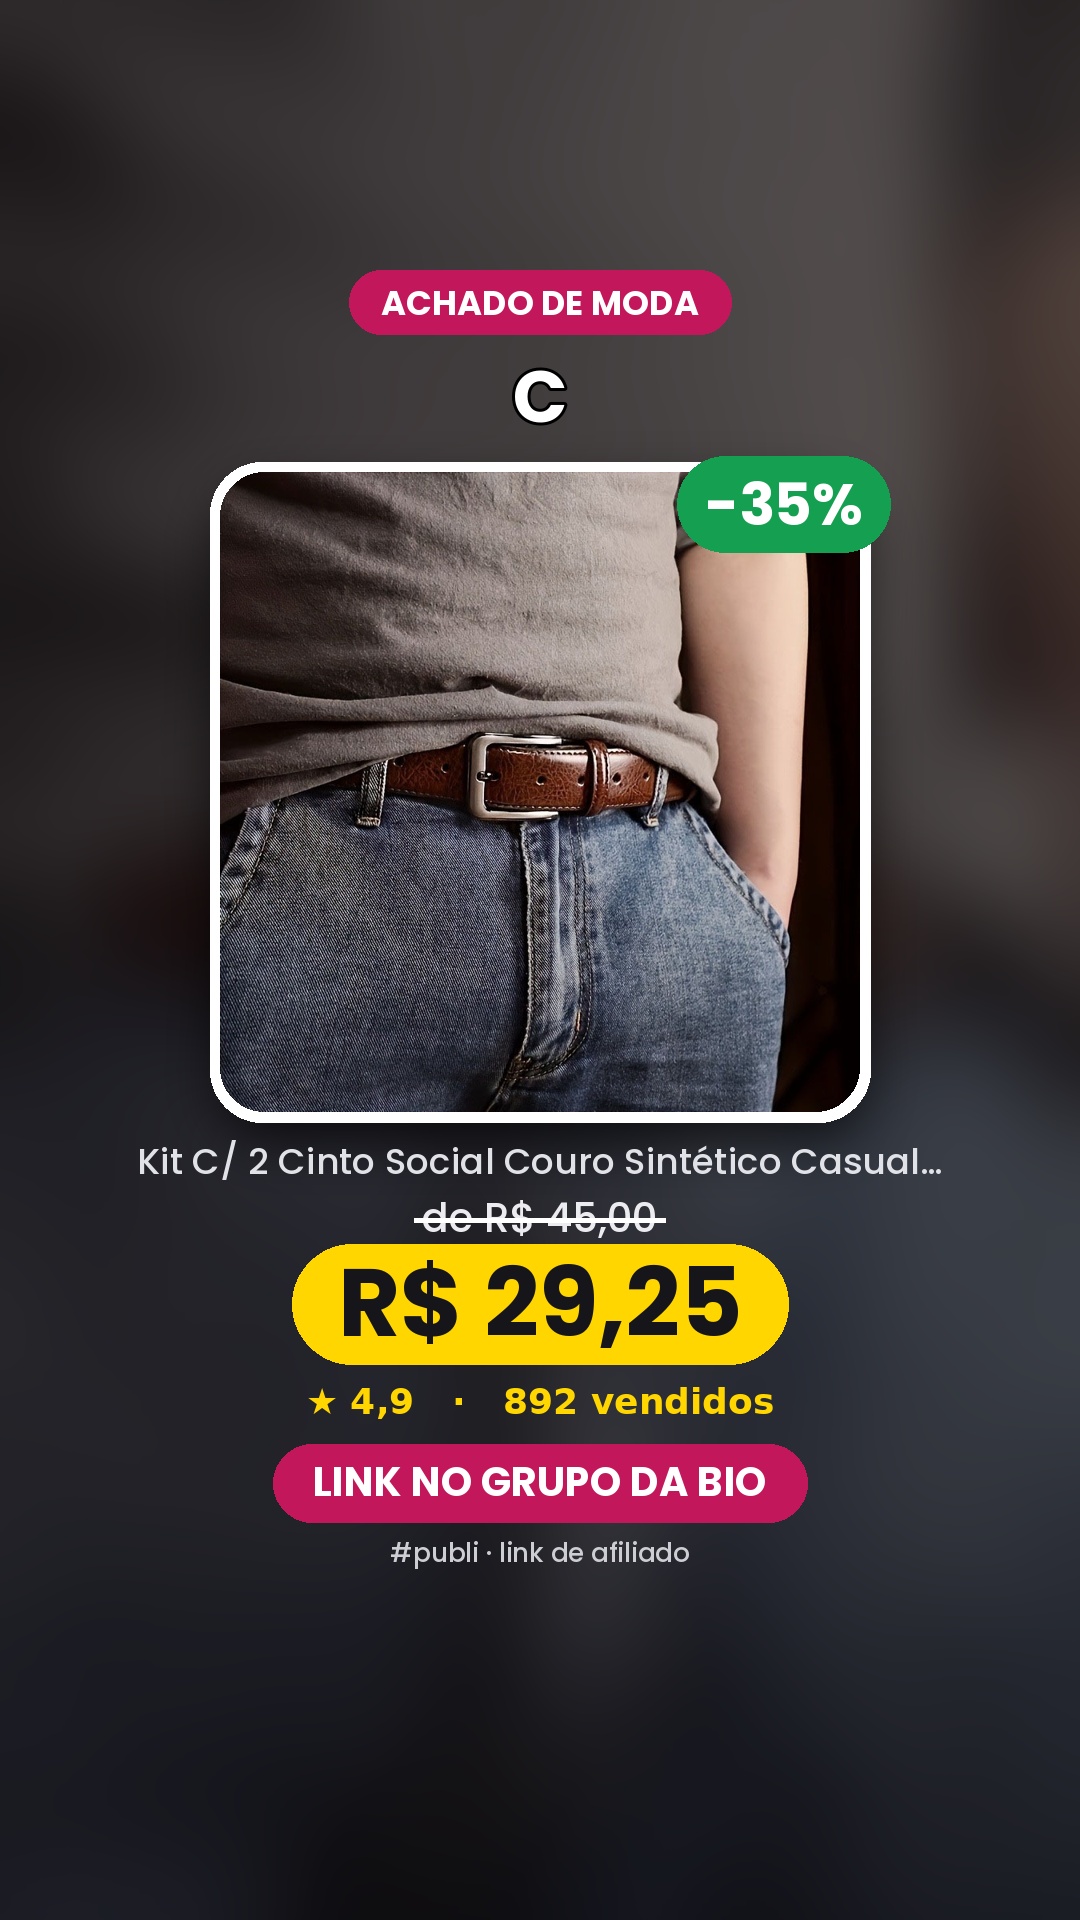 ACHADO DE MODA
C
-35%
Kit C/ 2 Cinto Social Couro Sintético Casual...
de R$ 45,00
R$ 29,25
★ 4,9 · 892 vendidos
LINK NO GRUPO DA BIO
#publi · link de afiliado